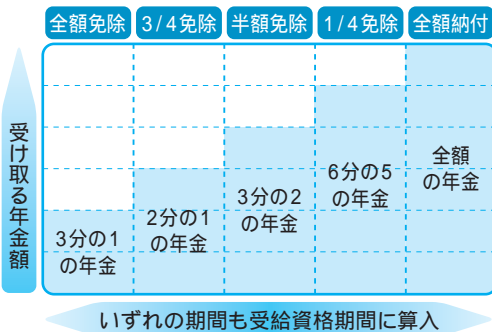 全額免除
3/4免除
半額免除
1/4免除
全額納付
受け取る年金額
3分の1
の年金
2分の1
の年金
3分の2
の年金
6分の5
の年金
全額
の年金
いずれの期間も受給資格期間に算入